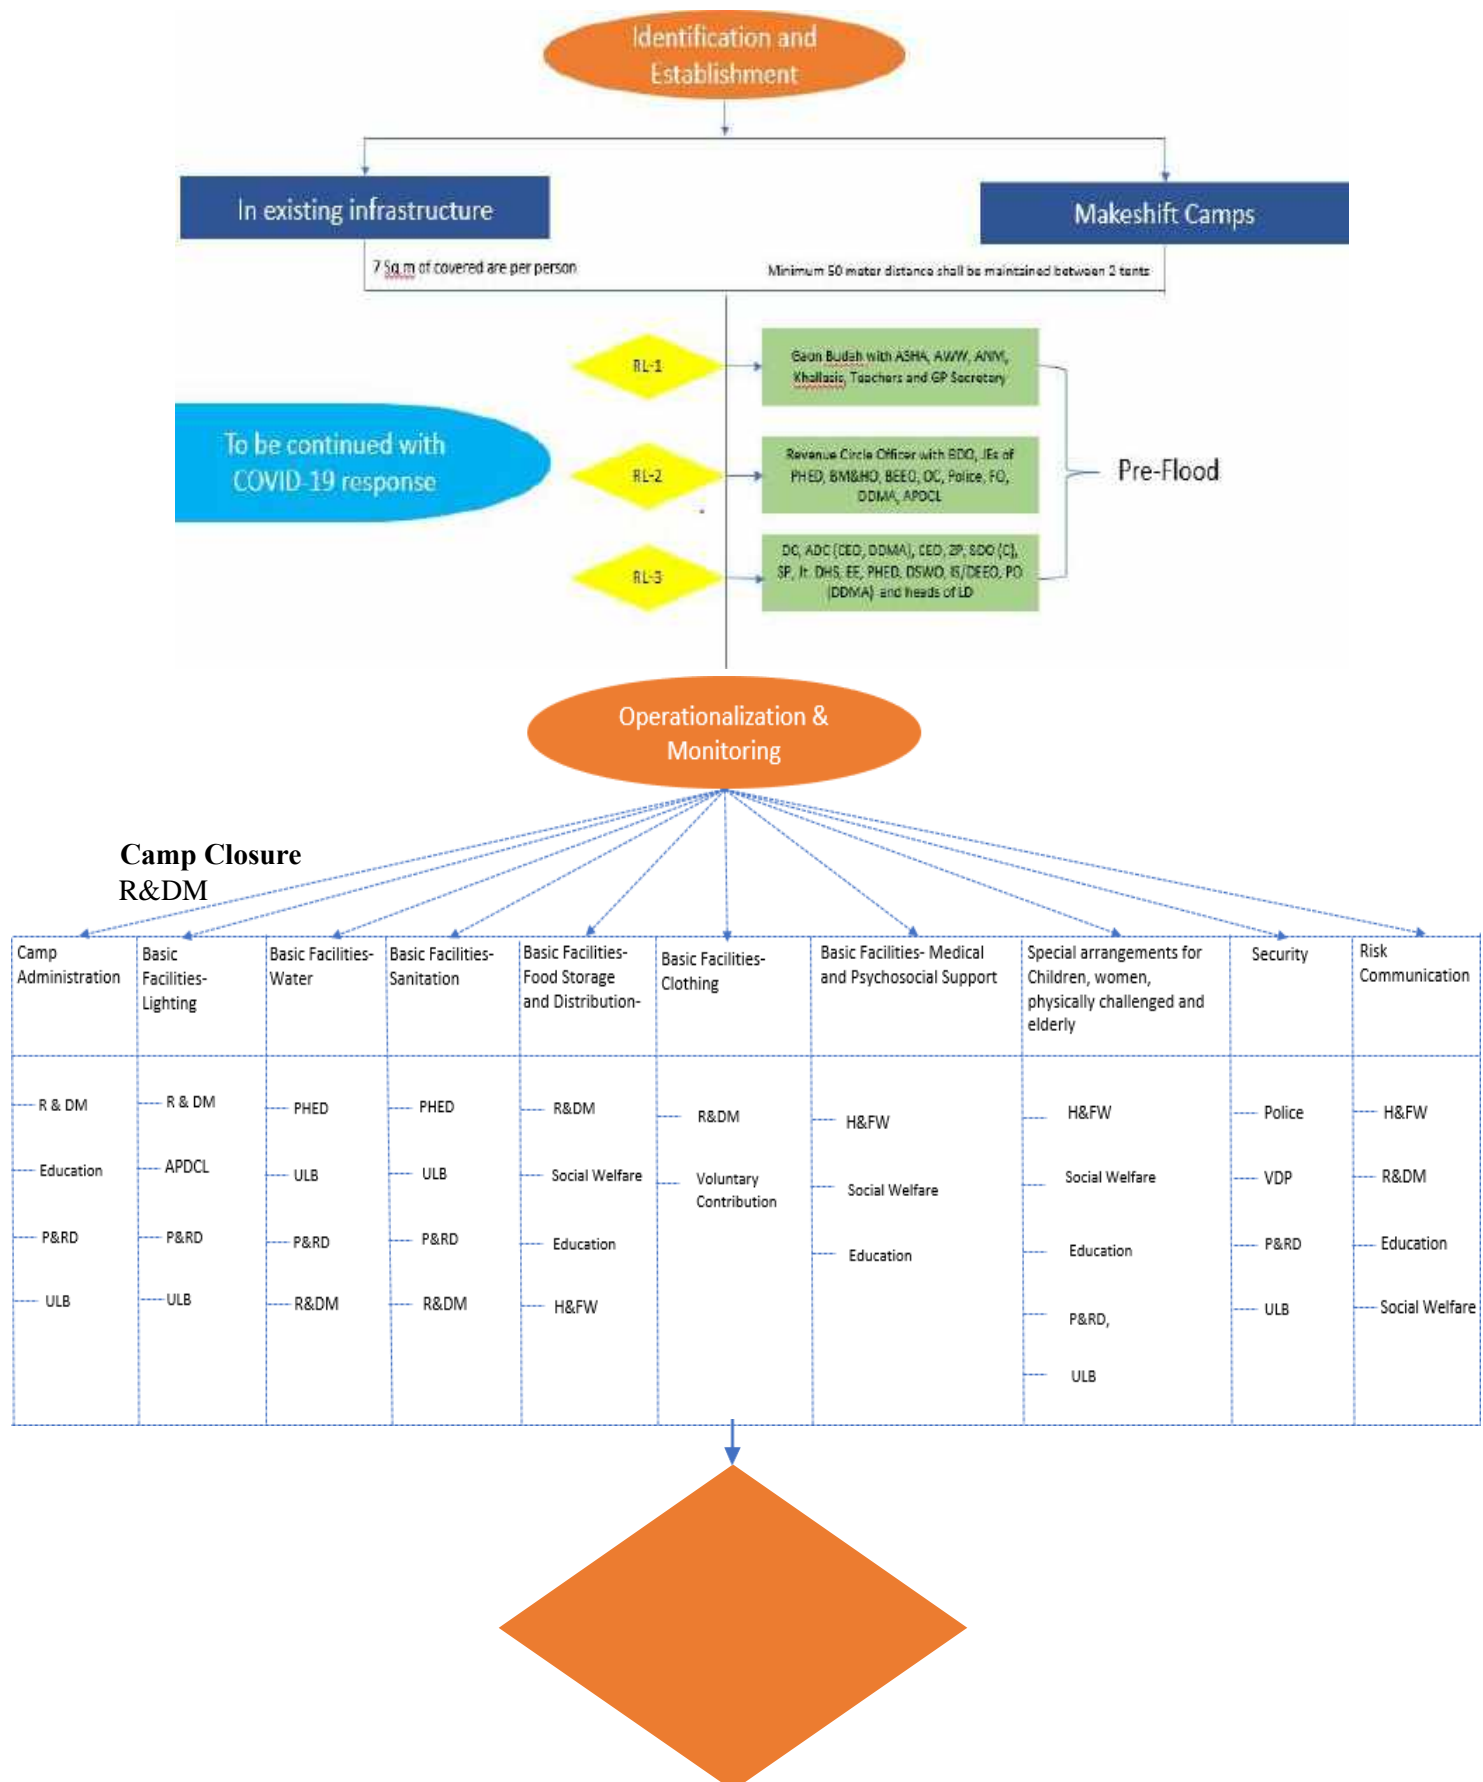 Identification and
Establishment
In existing infrastructure
Makeshift Camps
7 Sq.m of covered are per person
Minimum 50 meter distance shall be maintained between 2 tents
RL-1
Gaon Budah with ASHA, AWW, ANM,
Khallasis, Teachers and GP Secretary
To be continued with
COVID-19 response
RL-2
Revenue Circle Officer with BDO, JEs of
PHED, BM&HO, BEEO, OC, Police, FO,
DDMA, APDCL
Pre-Flood
RL-3
DC, ADC (CEO, DDMA), CEO, ZP, SDO (C),
SP, Jt. DHS, EE, PHED, DSWO, IS/DEEO, PO
(DDMA) and heads of LD
Operationalization &
Monitoring
Camp Closure
R&DM
Camp
Administration
R & DM
Education
P&RD
ULB
Basic
Facilities-
Lighting
R & DM
APDCL
P&RD
ULB
Basic Facilities-
Water
PHED
ULB
P&RD
R&DM
Basic Facilities-
Sanitation
PHED
ULB
P&RD
R&DM
Basic Facilities-
Food Storage
and Distribution-
R&DM
Social Welfare
Education
H&FW
Basic Facilities-
Clothing
R&DM
Voluntary
Contribution
Basic Facilities- Medical
and Psychosocial Support
H&FW
Social Welfare
Education
Special arrangements for
Children, women,
physically challenged and
elderly
H&FW
Social Welfare
Education
P&RD,
ULB
Security
Police
VDP
P&RD
ULB
Risk
Communication
H&FW
R&DM
Education
Social Welfare